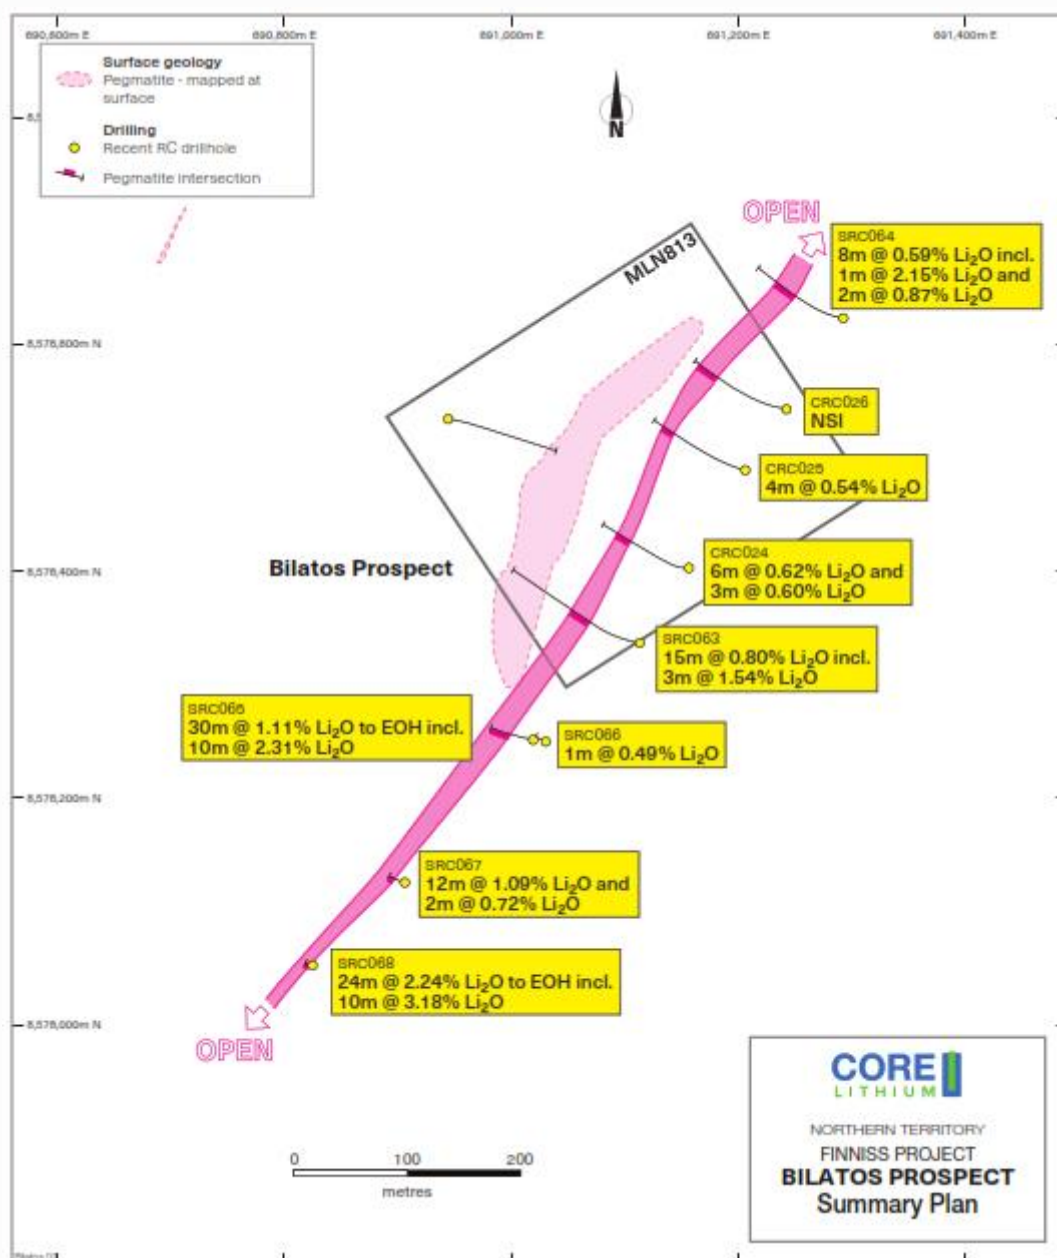 690,600m E
690,800m E
691,000m E
691,200m E
691,400m E
Surface geology
Pegmatite - mapped at
surface
Drilling
Recent RC drillhole
Pegmatite intersection
N
OPEN
MLN813
SRC064
8m @ 0.59% Li₂O incl.
1m @ 2.15% Li₂O and
2m @ 0.87% Li₂O
8,576,600m N
CRC026
NSI
CRC025
4m @ 0.54% Li₂O
Bilatos Prospect
8,576,400m N
CRC024
6m @ 0.62% Li₂O and
3m @ 0.60% Li₂O
SRC063
15m @ 0.80% Li₂O incl.
3m @ 1.54% Li₂O
SRC065
30m @ 1.11% Li₂O to EOH incl.
10m @ 2.31% Li₂O
SRC066
1m @ 0.49% Li₂O
8,576,200m N
SRC067
12m @ 1.09% Li₂O and
2m @ 0.72% Li₂O
SRC068
24m @ 2.24% Li₂O to EOH incl.
10m @ 3.18% Li₂O
8,576,000m N
OPEN
0 100 200
metres
CORE
LITHIUM
NORTHERN TERRITORY
FINNISS PROJECT
BILATOS PROSPECT
Summary Plan